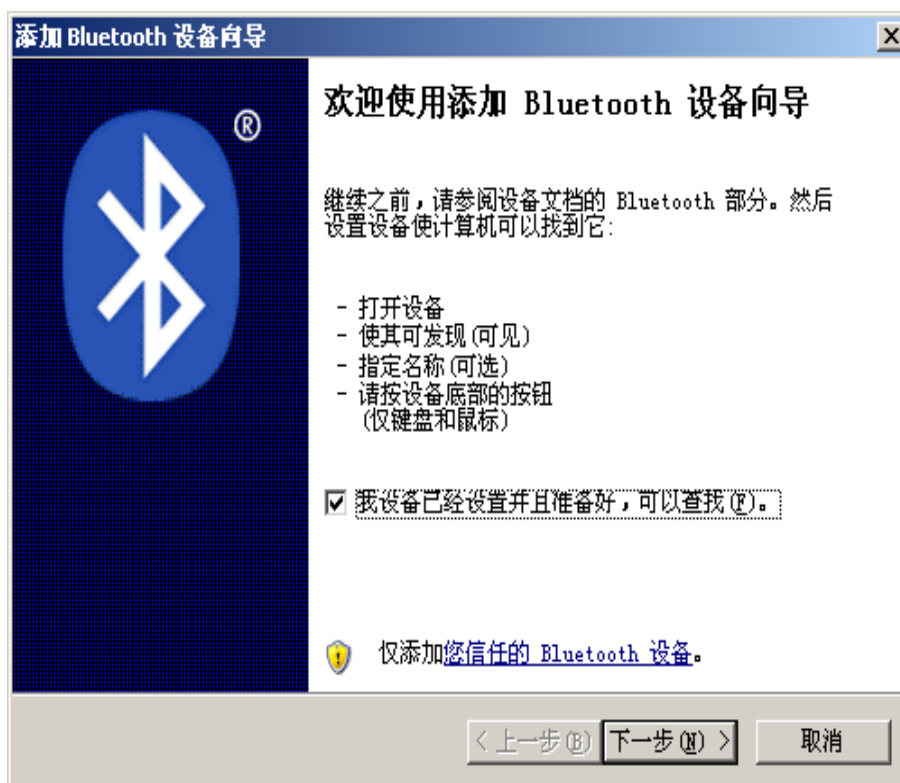 添加 Bluetooth 设备向导
®
欢迎使用添加 Bluetooth 设备向导
继续之前，请参阅设备文档的 Bluetooth 部分。然后
设置设备使计算机可以找到它:
- 打开设备
- 使其可发现(可见)
- 指定名称(可选)
- 请按设备底部的按钮
(仅键盘和鼠标)
我设备已经设置并且准备好，可以查找(F)。
仅添加您信任的 Bluetooth 设备。
< 上一步(B)
下一步(N) >
取消